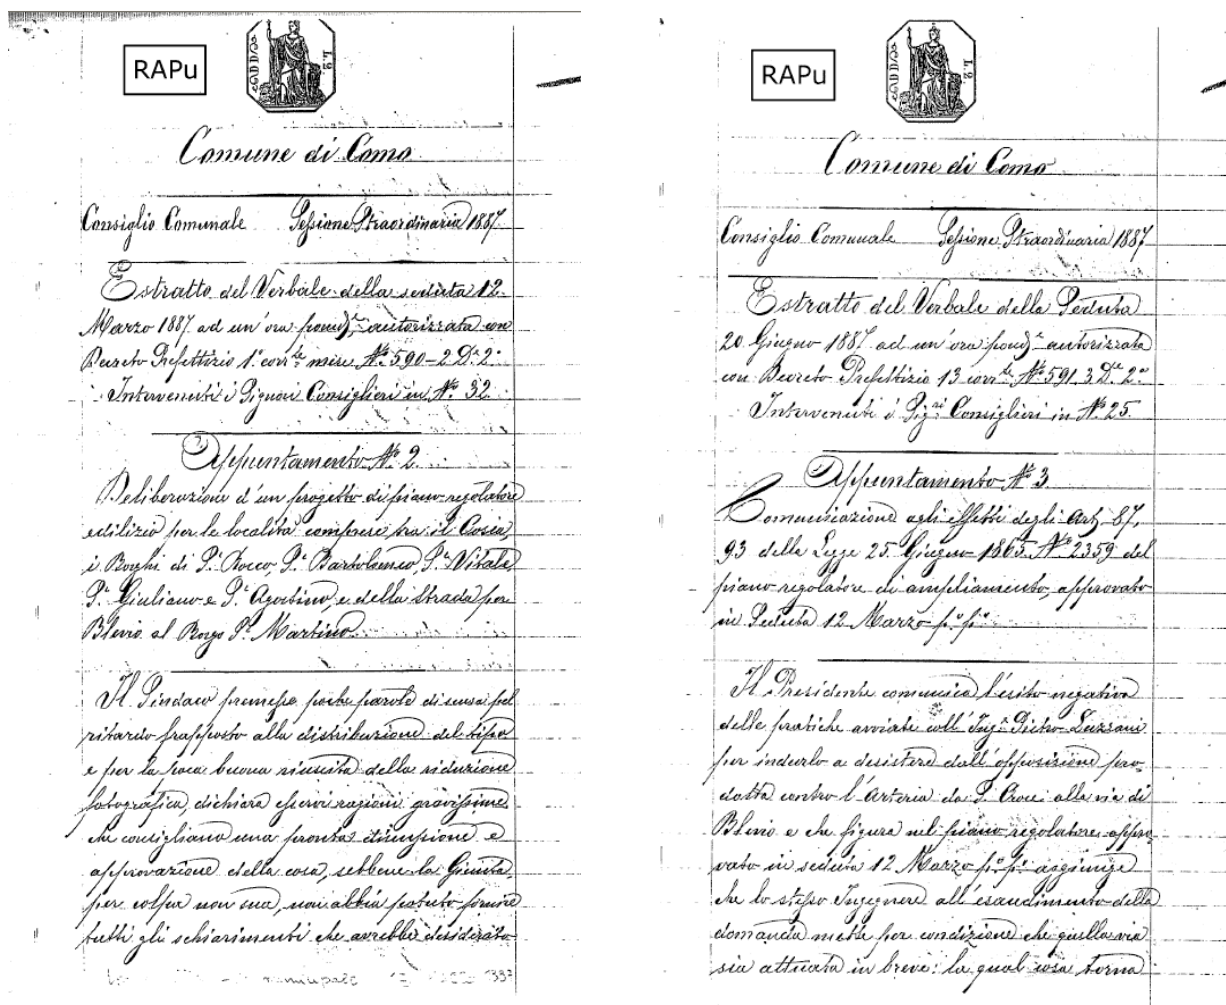 RAPu
L. 2
Comune di Como
Consiglio Comunale Sessione Straordinaria 1887
Estratto del Verbale della seduta 12
Marzo 1887 ad un'ora pomd.ª autorizzata con
Decreto Prefettizio 1° corr.te mese N.° 590-2 D.e 2ª
Intervenuti i Signori Consiglieri in N.° 32
Appuntamento N.° 2
Deliberazione d'un progetto di piano regolatore
edilizio per le località comprese fra il Cosia,
i Borghi di S. Rocco, S. Bartolomeo, S. Vitale
S. Giuliano e S. Agostino, e della strada per
Blevio al Borgo S. Martino
Il Sindaco premesse poche parole di scusa pel
ritardo frapposto alla distribuzione del tipo
e per la poca buona riuscita della riduzione
fotografica, dichiara esservi ragioni gravissime
che consigliano una pronta discussione e
approvazione della cosa, sebbene la Giunta
per colpa non sua, non abbia potuto fornire
tutti gli schiarimenti che avrebbe desiderato
RAPu
L. 2
Comune di Como
Consiglio Comunale Sessione Straordinaria 1887
Estratto del Verbale della Seduta
20 Giugno 1887 ad un'ora pomd.ª autorizzata
con Decreto Prefettizio 13 corr.te N.° 591.3 D.e 2ª
Intervenuti i Sig.ri Consiglieri in N.° 25.
Appuntamento N.° 3
Comunicazione agli effetti degli Art. 87,
93 della Legge 25 Giugno 1865 N.° 2359 del
piano regolatore di ampliamento, approvato
in Seduta 12 Marzo p.° p.°
Il Presidente comunica l'esito negativo
delle pratiche avviate coll'Ing.e Pietro Luzzani
per indurlo a desistere dall'opposizione pro-
dotta contro l'Arteria da S. Croce alla via di
Blevio e che figura nel piano regolatore appro-
vato in seduta 12 Marzo p.° p.° aggiunge
che lo stesso Ingegnere all'esaudimento della
domanda mette per condizione che quella via
sia attuata in breve: la qual cosa torna